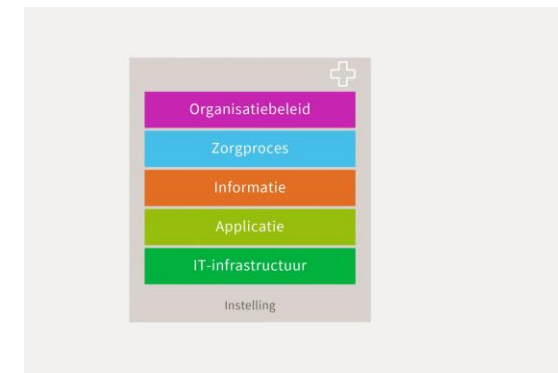 Organisatiebeleid
Zorgproces
Informatie
Applicatie
IT-infrastructuur
Instelling